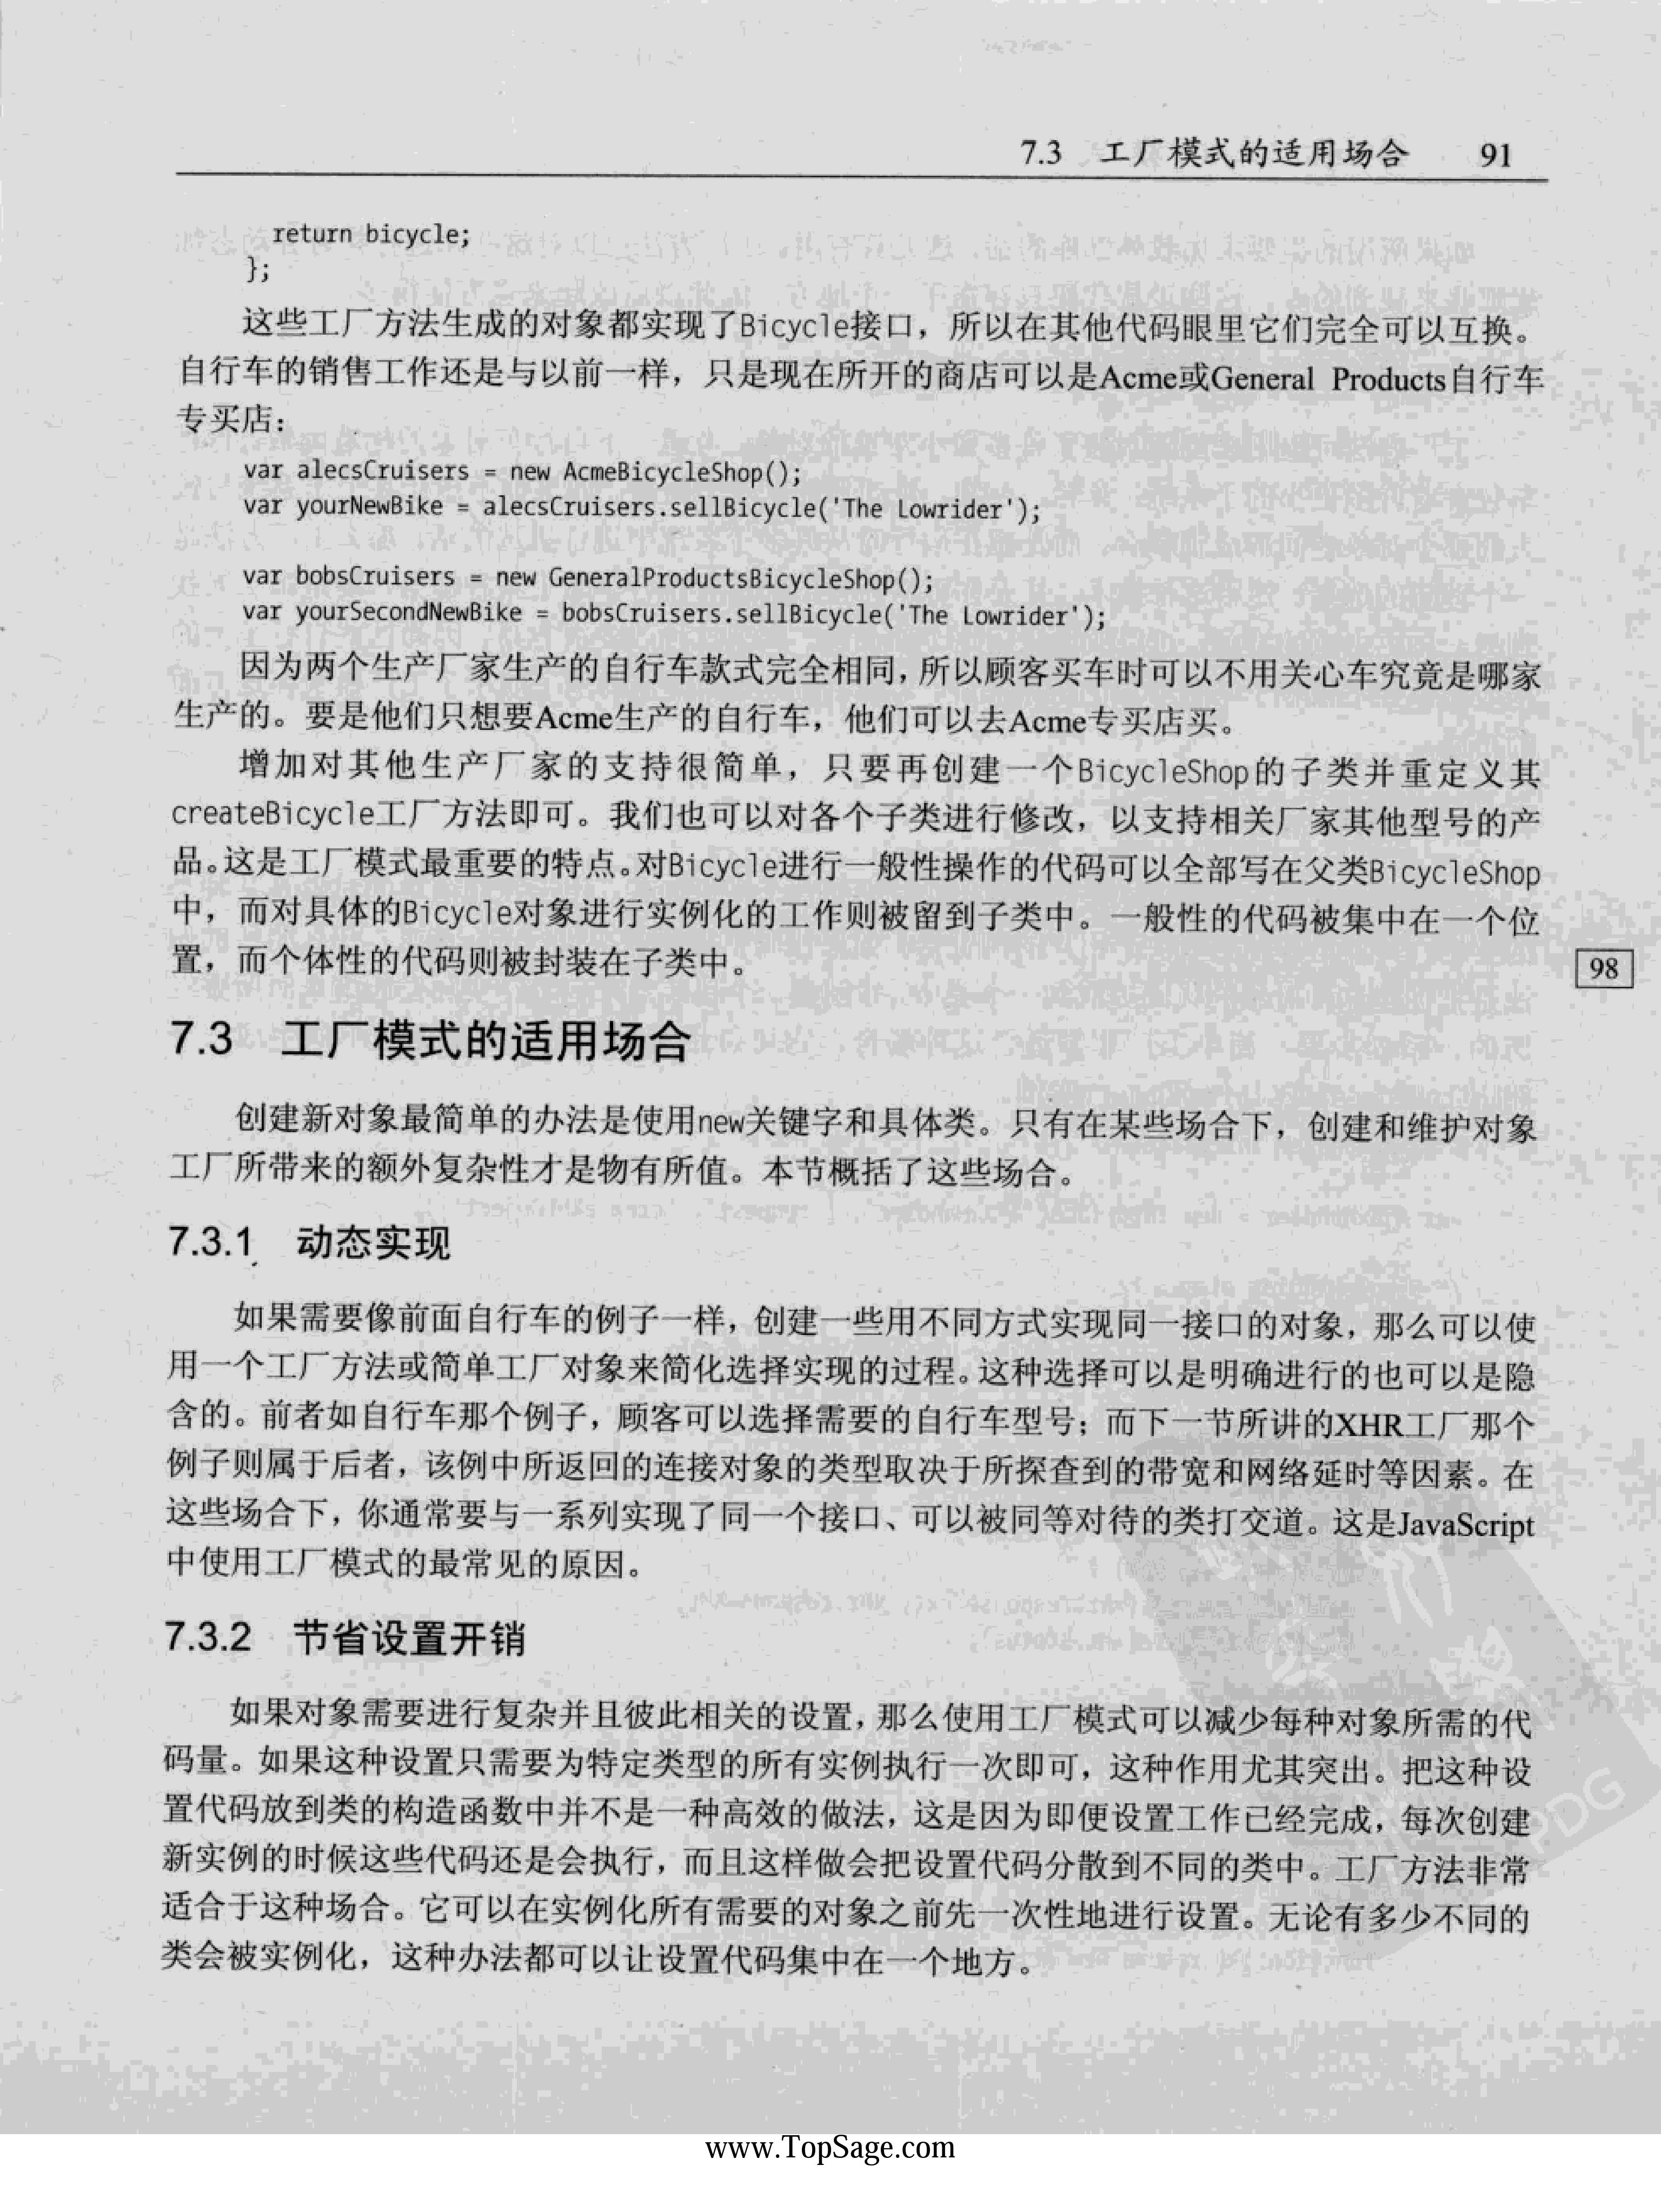 7.3 工厂模式的适用场合 91
return bicycle;
};
这些工厂方法生成的对象都实现了Bicycle接口，所以在其他代码眼里它们完全可以互换。
自行车的销售工作还是与以前一样，只是现在所开的商店可以是Acme或General Products自行车
专买店：
var alecsCruisers = new AcmeBicycleShop();
var yourNewBike = alecsCruisers.sellBicycle('The Lowrider');
var bobsCruisers = new GeneralProductsBicycleShop();
var yourSecondNewBike = bobsCruisers.sellBicycle('The Lowrider');
因为两个生产厂家生产的自行车款式完全相同，所以顾客买车时可以不用关心车究竟是哪家
生产的。要是他们只想要Acme生产的自行车，他们可以去Acme专买店买。
增加对其他生产厂家的支持很简单，只要再创建一个BicycleShop的子类并重定义其
createBicycle工厂方法即可。我们也可以对各个子类进行修改，以支持相关厂家其他型号的产
品。这是工厂模式最重要的特点。对Bicycle进行一般性操作的代码可以全部写在父类BicycleShop
中，而对具体的Bicycle对象进行实例化的工作则被留到子类中。一般性的代码被集中在一个位
置，而个体性的代码则被封装在子类中。
98
7.3 工厂模式的适用场合
创建新对象最简单的办法是使用new关键字和具体类。只有在某些场合下，创建和维护对象
工厂所带来的额外复杂性才是物有所值。本节概括了这些场合。
7.3.1 动态实现
如果需要像前面自行车的例子一样，创建一些用不同方式实现同一接口的对象，那么可以使
用一个工厂方法或简单工厂对象来简化选择实现的过程。这种选择可以是明确进行的也可以是隐
含的。前者如自行车那个例子，顾客可以选择需要的自行车型号；而下一节所讲的XHR工厂那个
例子则属于后者，该例中所返回的连接对象的类型取决于所探查到的带宽和网络延时等因素。在
这些场合下，你通常要与一系列实现了同一个接口、可以被同等对待的类打交道。这是JavaScript
中使用工厂模式的最常见的原因。
7.3.2 节省设置开销
如果对象需要进行复杂并且彼此相关的设置，那么使用工厂模式可以减少每种对象所需的代
码量。如果这种设置只需要为特定类型的所有实例执行一次即可，这种作用尤其突出。把这种设
置代码放到类的构造函数中并不是一种高效的做法，这是因为即便设置工作已经完成，每次创建
新实例的时候这些代码还是会执行，而且这样做会把设置代码分散到不同的类中。工厂方法非常
适合于这种场合。它可以在实例化所有需要的对象之前先一次性地进行设置。无论有多少不同的
类会被实例化，这种办法都可以让设置代码集中在一个地方。
www.TopSage.com